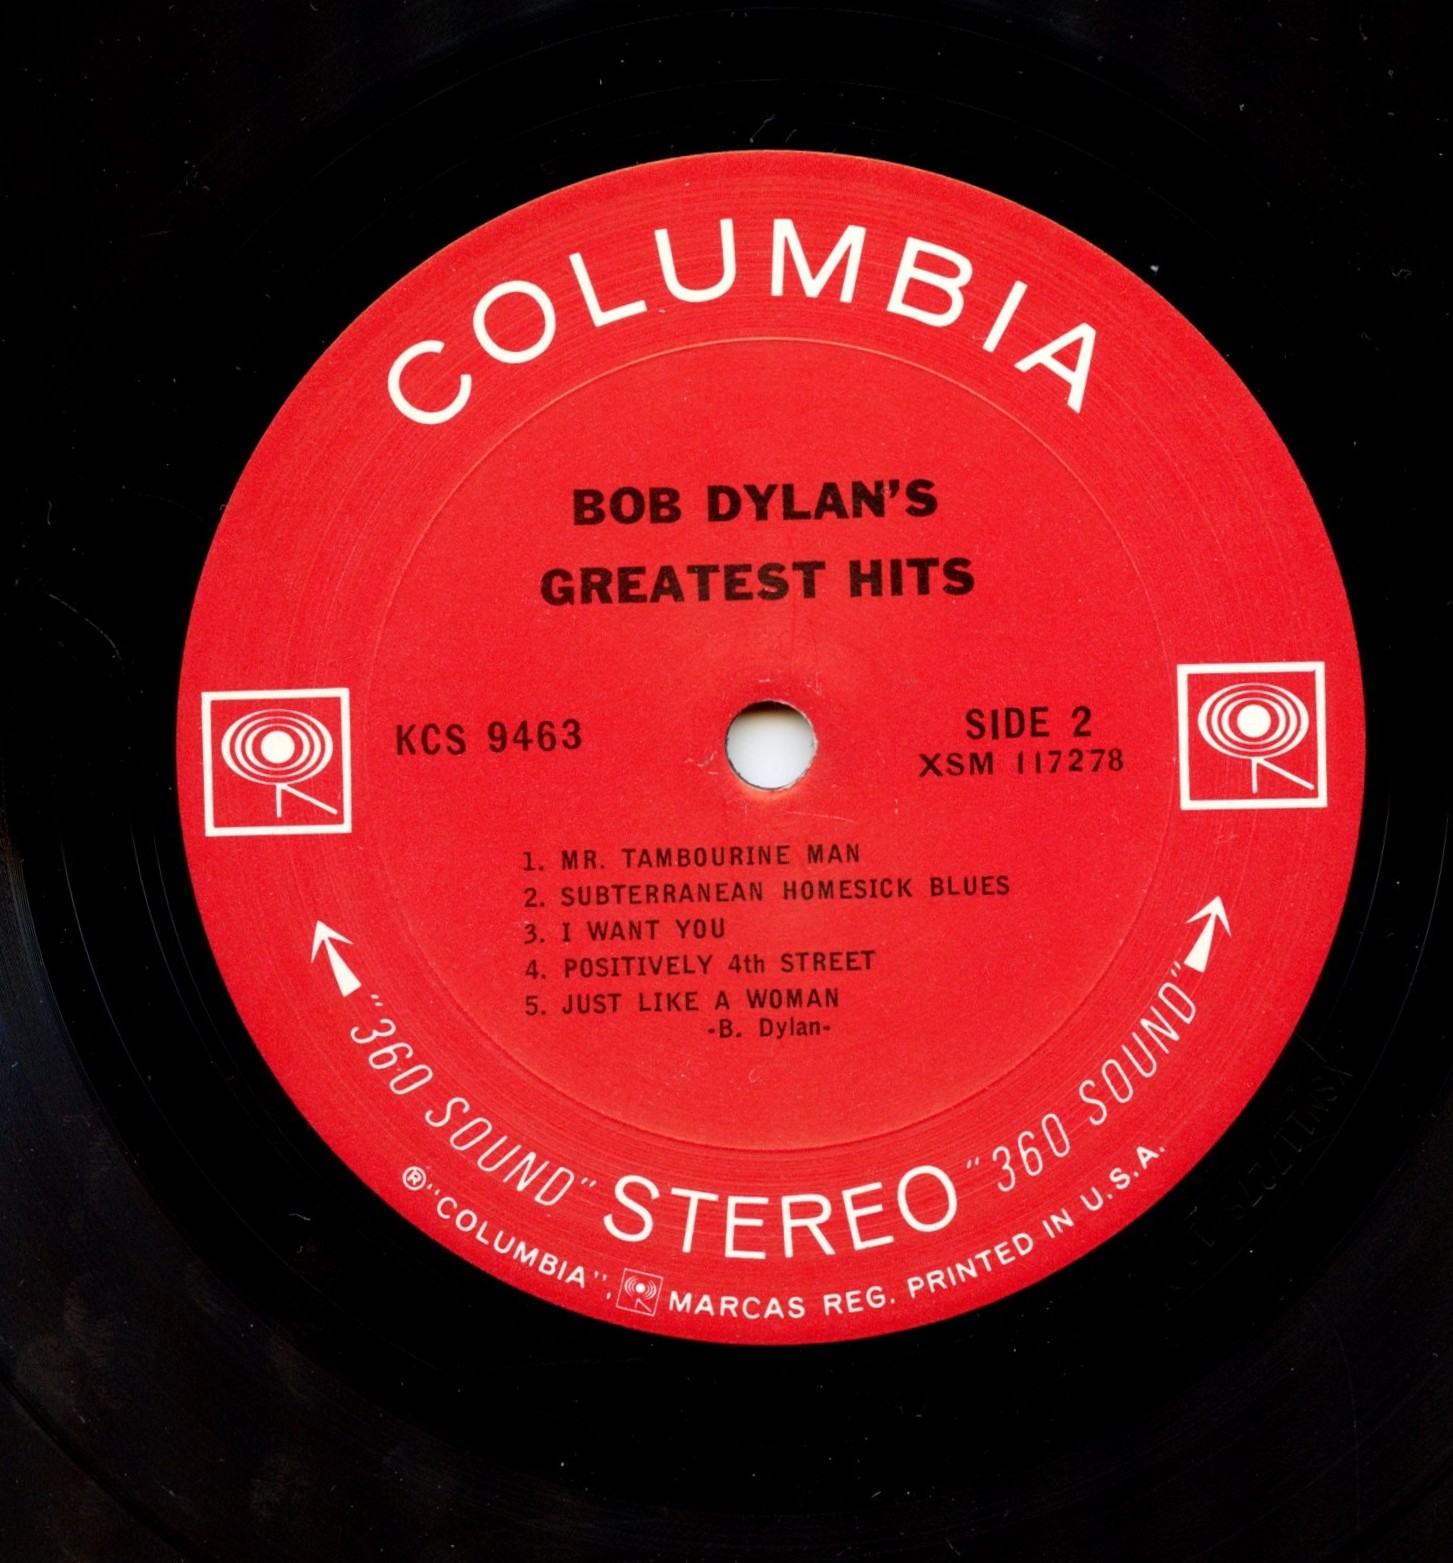 COLUMBIA
BOB DYLAN'S
GREATEST HITS
KCS 9463
SIDE 2
XSM 117278
1. MR. TAMBOURINE MAN
2. SUBTERRANEAN HOMESICK BLUES
3. I WANT YOU
4. POSITIVELY 4th STREET
5. JUST LIKE A WOMAN
-B. Dylan-
"360 SOUND" STEREO "360 SOUND"
® "COLUMBIA", MARCAS REG. PRINTED IN U.S.A.